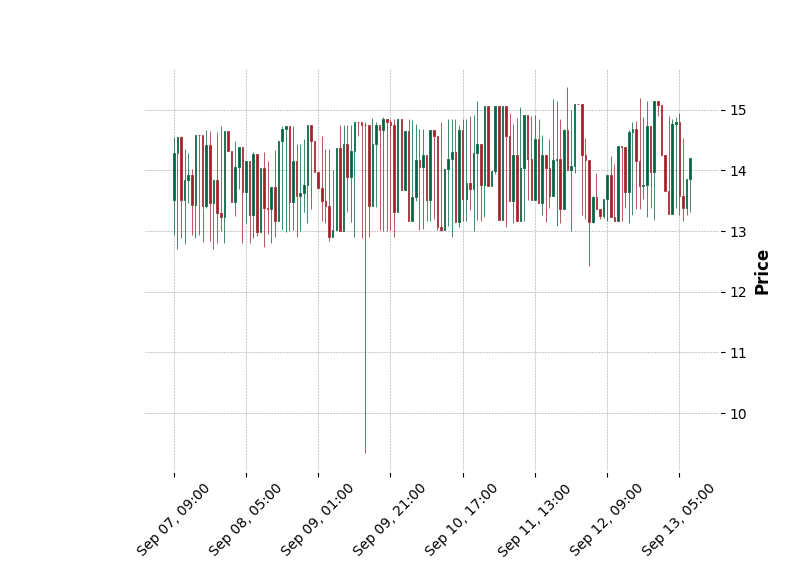 15
14
13
12
11
10
Price
Sep 07, 09:00
Sep 08, 05:00
Sep 09, 01:00
Sep 09, 21:00
Sep 10, 17:00
Sep 11, 13:00
Sep 12, 09:00
Sep 13, 05:00